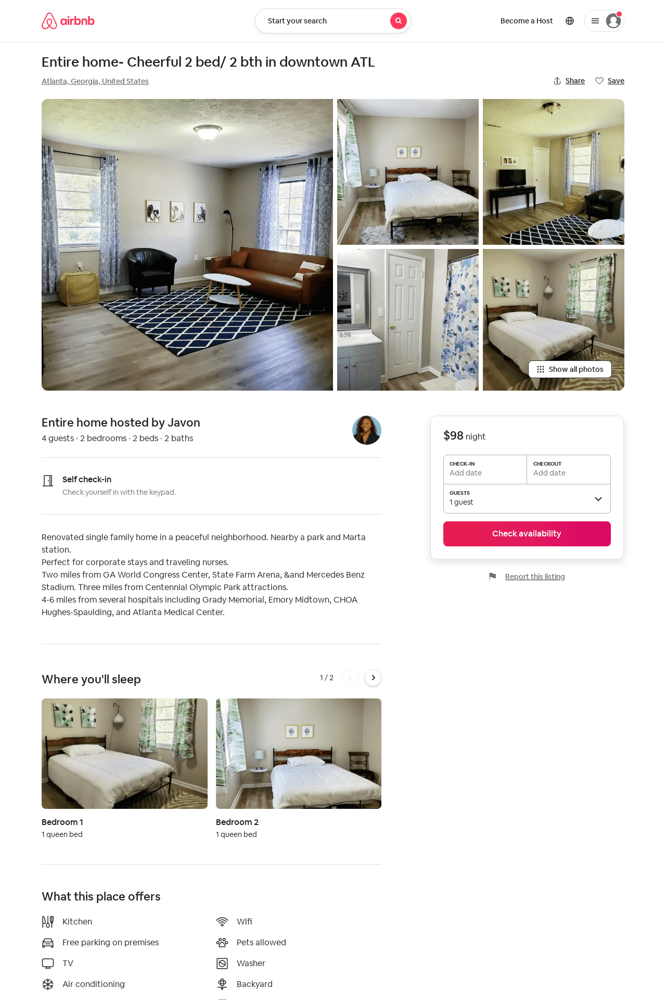 airbnb
Start your search
Become a Host
Entire home- Cheerful 2 bed/ 2 bth in downtown ATL
Atlanta, Georgia, United States
Share
Save
Show all photos
Entire home hosted by Javon
4 guests · 2 bedrooms · 2 beds · 2 baths
Self check-in
Check yourself in with the keypad.
Renovated single family home in a peaceful neighborhood. Nearby a park and Marta
station.
Perfect for corporate stays and traveling nurses.
Two miles from GA World Congress Center, State Farm Arena, &and Mercedes Benz
Stadium. Three miles from Centennial Olympic Park attractions.
4-6 miles from several hospitals including Grady Memorial, Emory Midtown, CHOA
Hughes-Spaulding, and Atlanta Medical Center.
$98 night
CHECK-IN
Add date
CHECKOUT
Add date
GUESTS
1 guest
Check availability
Report this listing
Where you'll sleep
1 / 2
Bedroom 1
1 queen bed
Bedroom 2
1 queen bed
What this place offers
Kitchen
Wifi
Free parking on premises
Pets allowed
TV
Washer
Air conditioning
Backyard